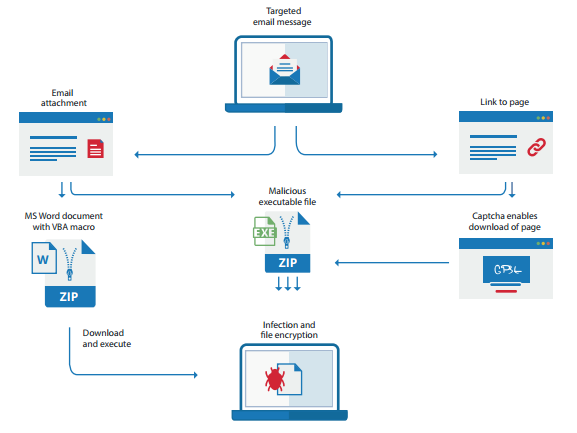 Targeted
email message
Email
attachment
Link to page
Malicious
executable file
MS Word document
with VBA macro
Captcha enables
download of page
EXE
W
ZIP
ZIP
Download
and execute
Infection and
file encryption